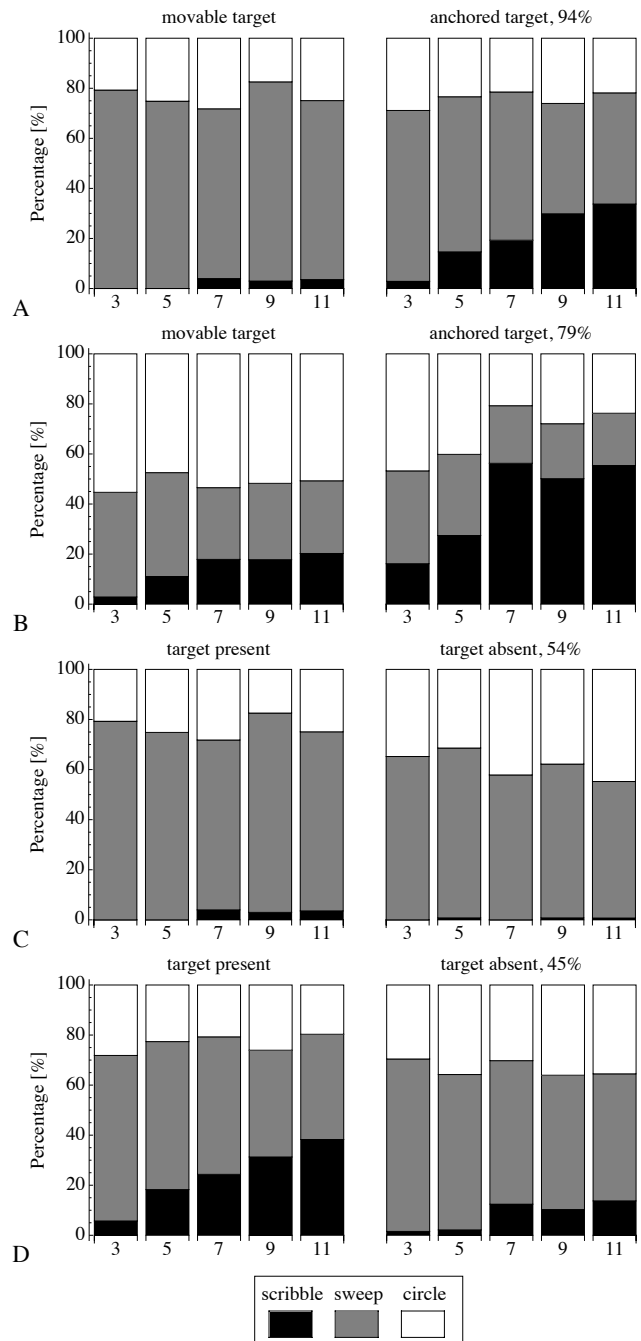 movable target anchored target, 94%
100
80
60
40
20
0
Percentage [%]
3 5 7 9 11 3 5 7 9 11
A
movable target anchored target, 79%
100
80
60
40
20
0
Percentage [%]
3 5 7 9 11 3 5 7 9 11
B
target present target absent, 54%
100
80
60
40
20
0
Percentage [%]
3 5 7 9 11 3 5 7 9 11
C
target present target absent, 45%
100
80
60
40
20
0
Percentage [%]
3 5 7 9 11 3 5 7 9 11
D
scribble sweep circle